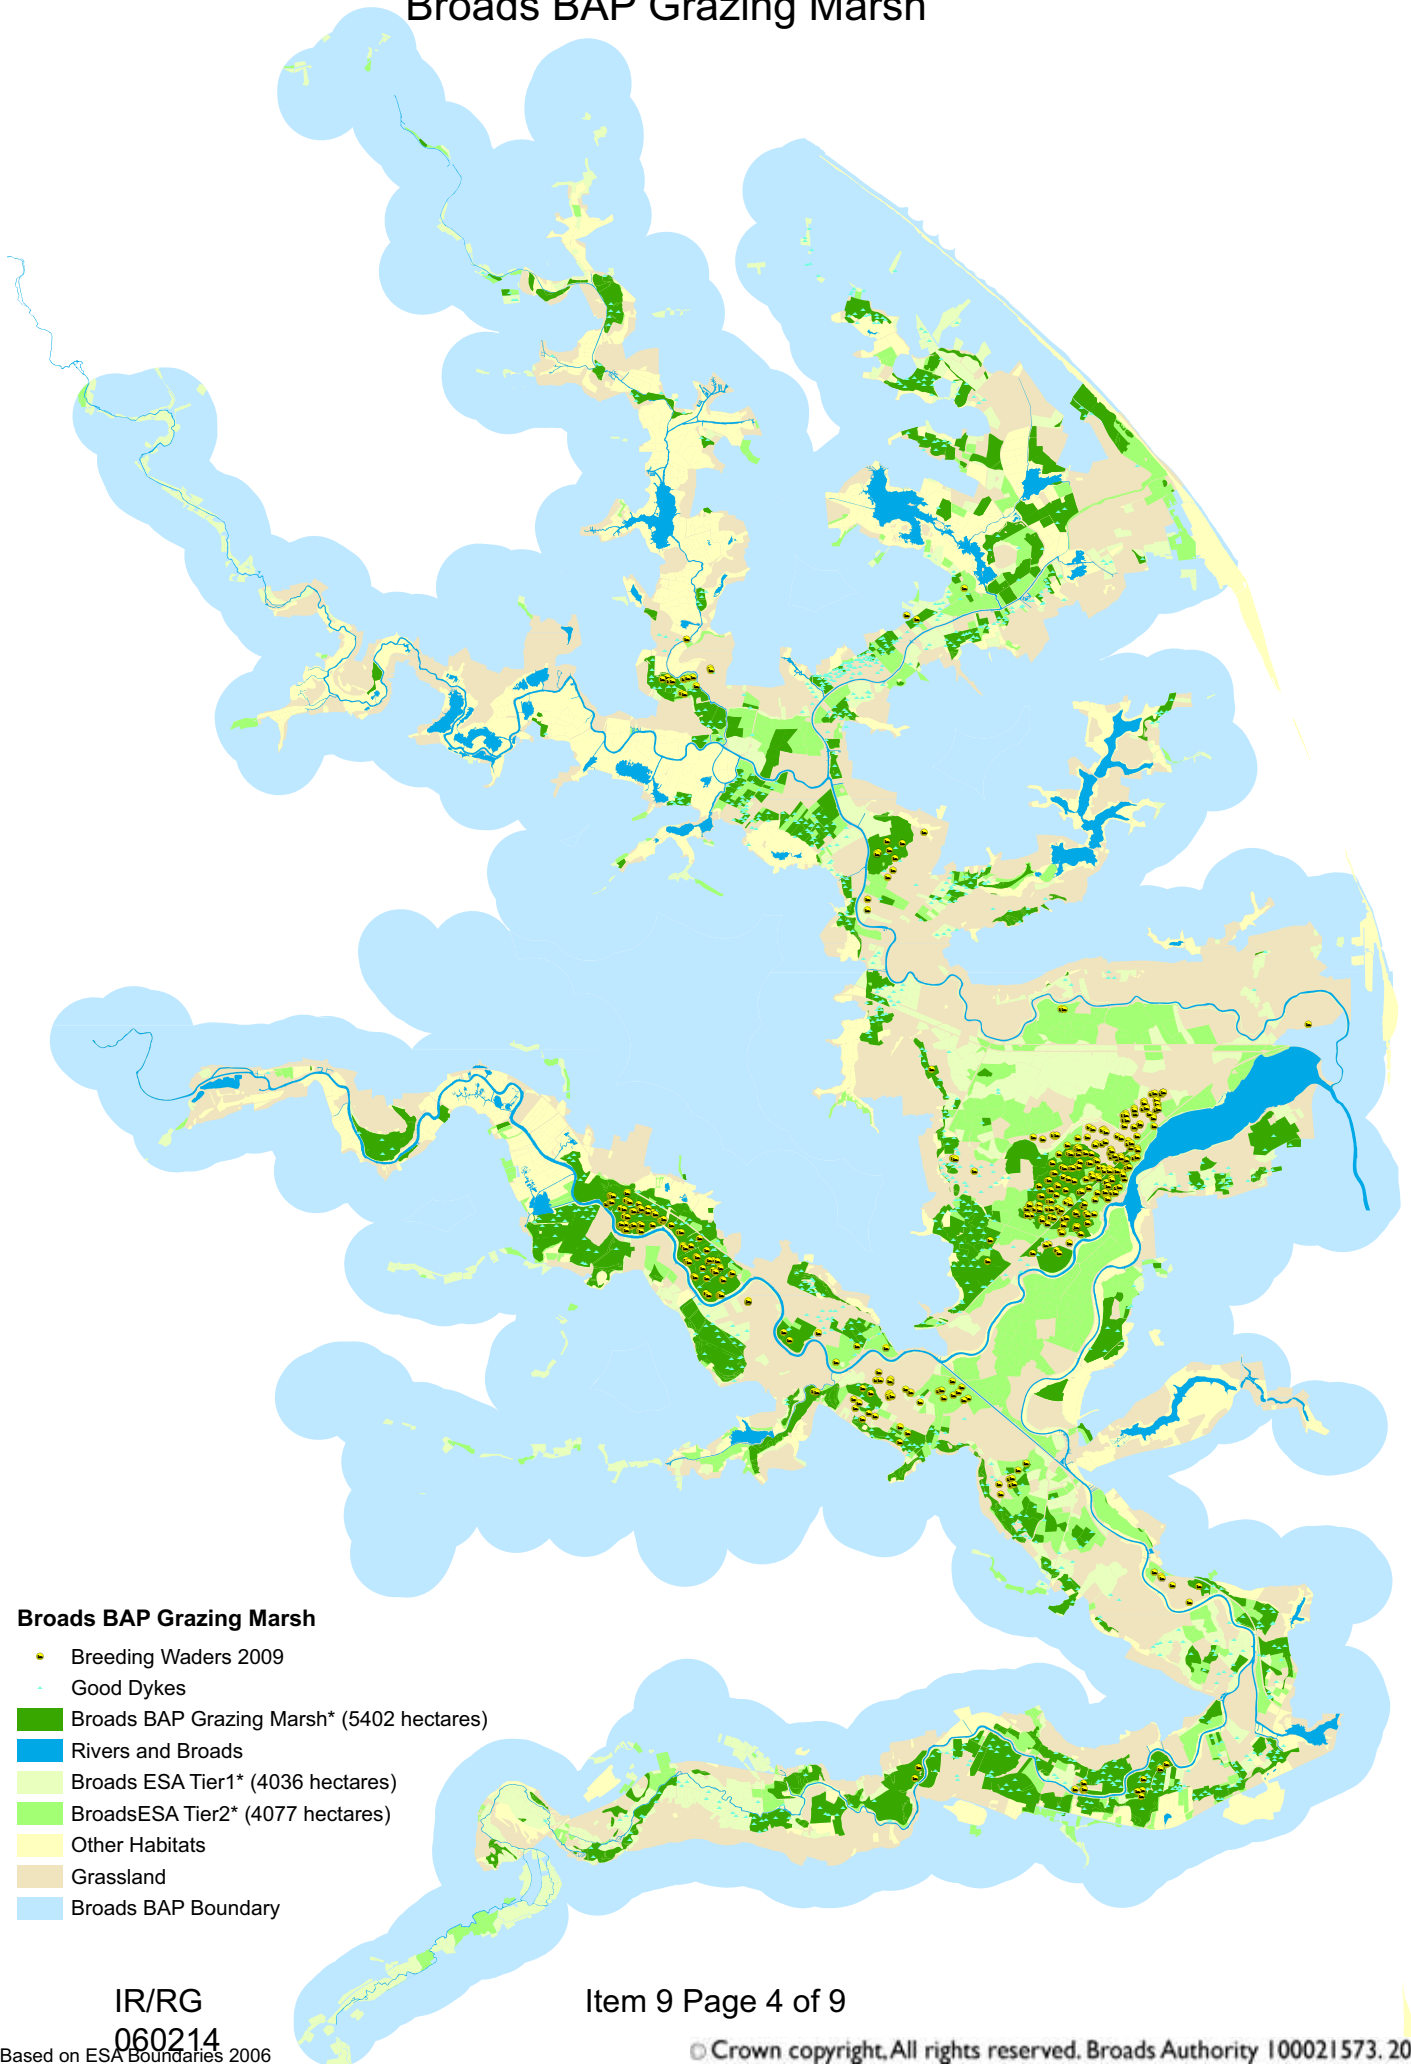 Broads BAP Grazing Marsh
Broads BAP Grazing Marsh
Breeding Waders 2009
Good Dykes
Broads BAP Grazing Marsh* (5402 hectares)
Rivers and Broads
Broads ESA Tier1* (4036 hectares)
BroadsESA Tier2* (4077 hectares)
Other Habitats
Grassland
Broads BAP Boundary
IR/RG
060214
Item 9 Page 4 of 9
Based on ESA Boundaries 2006
© Crown copyright, All rights reserved. Broads Authority 100021573. 20